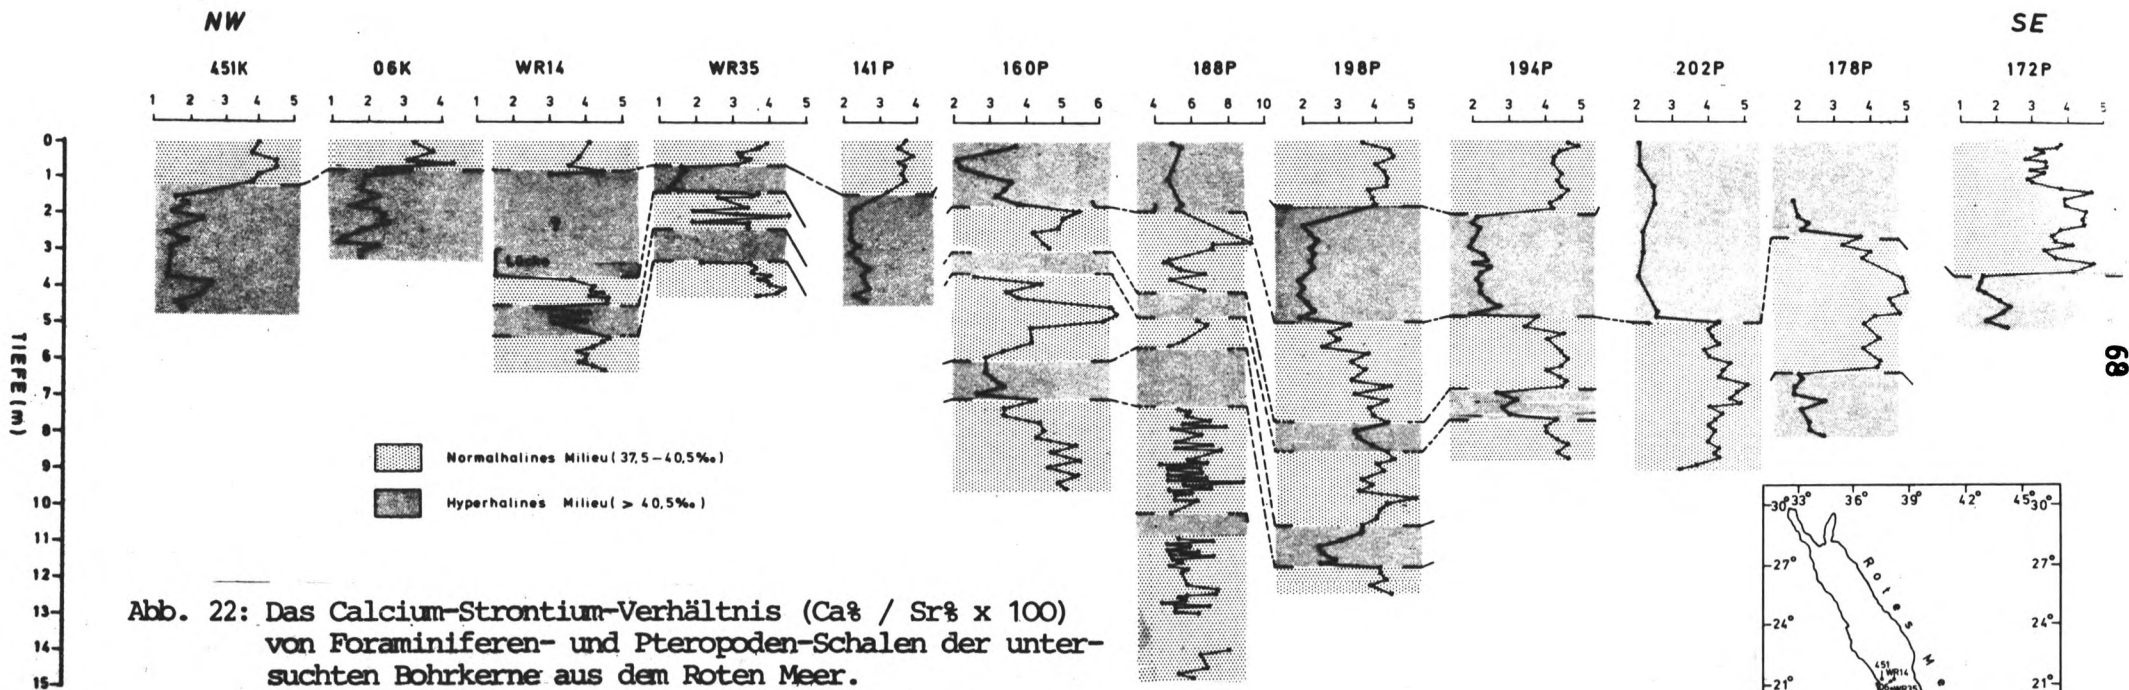 NW
SE
451K 06K WR14 WR35 141P 160P 188P 198P 194P 202P 178P 172P
1 2 3 4 5 1 2 3 4 1 2 3 4 5 1 2 3 4 5 2 3 4 2 3 4 5 6 4 6 8 10 2 3 4 5 2 3 4 5 2 3 4 5 2 3 4 5 1 2 3 4 5
0
1
2
3
4
5
6
7
8
9
10
11
12
13
14
15
TIEFE (m)
?
Lücke
Normalhalines Milieu (37,5–40,5‰)
Hyperhalines Milieu (> 40,5‰)
68
Abb. 22: Das Calcium-Strontium-Verhältnis (Ca% / Sr% x 100)
von Foraminiferen- und Pteropoden-Schalen der unter-
suchten Bohrkerne aus dem Roten Meer.
30° 33° 36° 39° 42° 45° 30°
27° 27°
24° 24°
21° 21°
Rotes Me
451 WR14
06 WR35